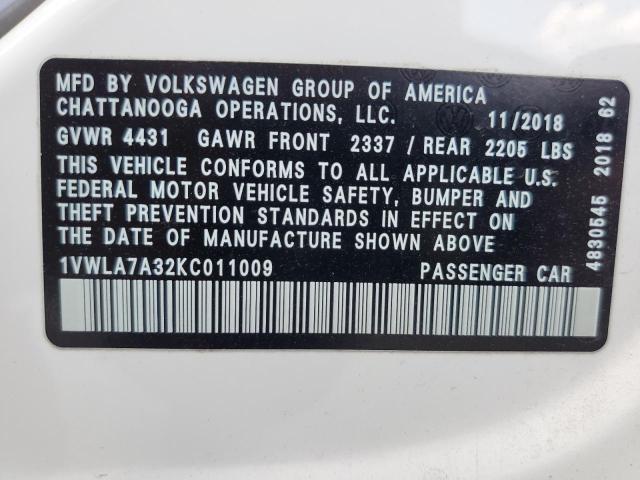 MFD BY VOLKSWAGEN GROUP OF AMERICA
CHATTANOOGA OPERATIONS, LLC. 11/2018
GVWR 4431 GAWR FRONT 2337 / REAR 2205 LBS
THIS VEHICLE CONFORMS TO ALL APPLICABLE U.S.
FEDERAL MOTOR VEHICLE SAFETY, BUMPER AND
THEFT PREVENTION STANDARDS IN EFFECT ON
THE DATE OF MANUFACTURE SHOWN ABOVE
1VWLA7A32KC011009 PASSENGER CAR
4830545 2018 62